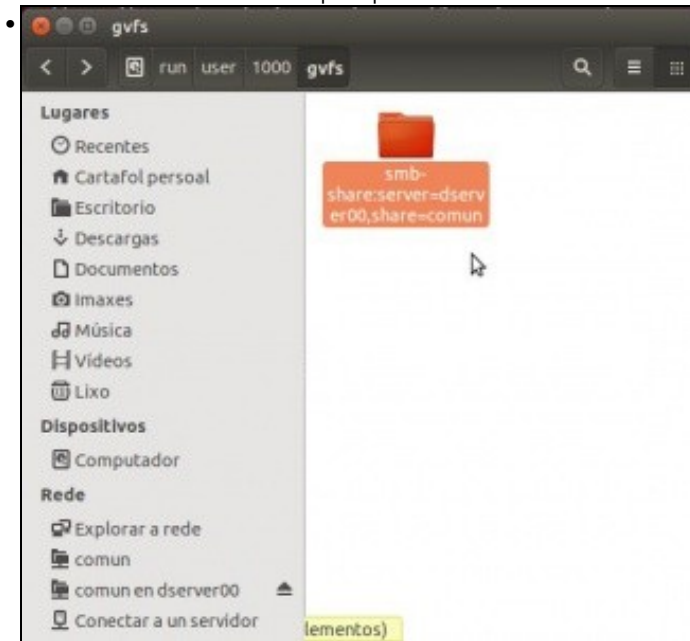 gvfs
run user 1000 gvfs
Lugares
Recentes
Cartafol persoal
Escritorio
Descargas
Documentos
Imaxes
Música
Vídeos
Lixo
Dispositivos
Computador
Rede
Explorar a rede
comun
comun en dserver00
Conectar a un servidor
smb-
share:server=dserv
er00,share=comun
lementos)